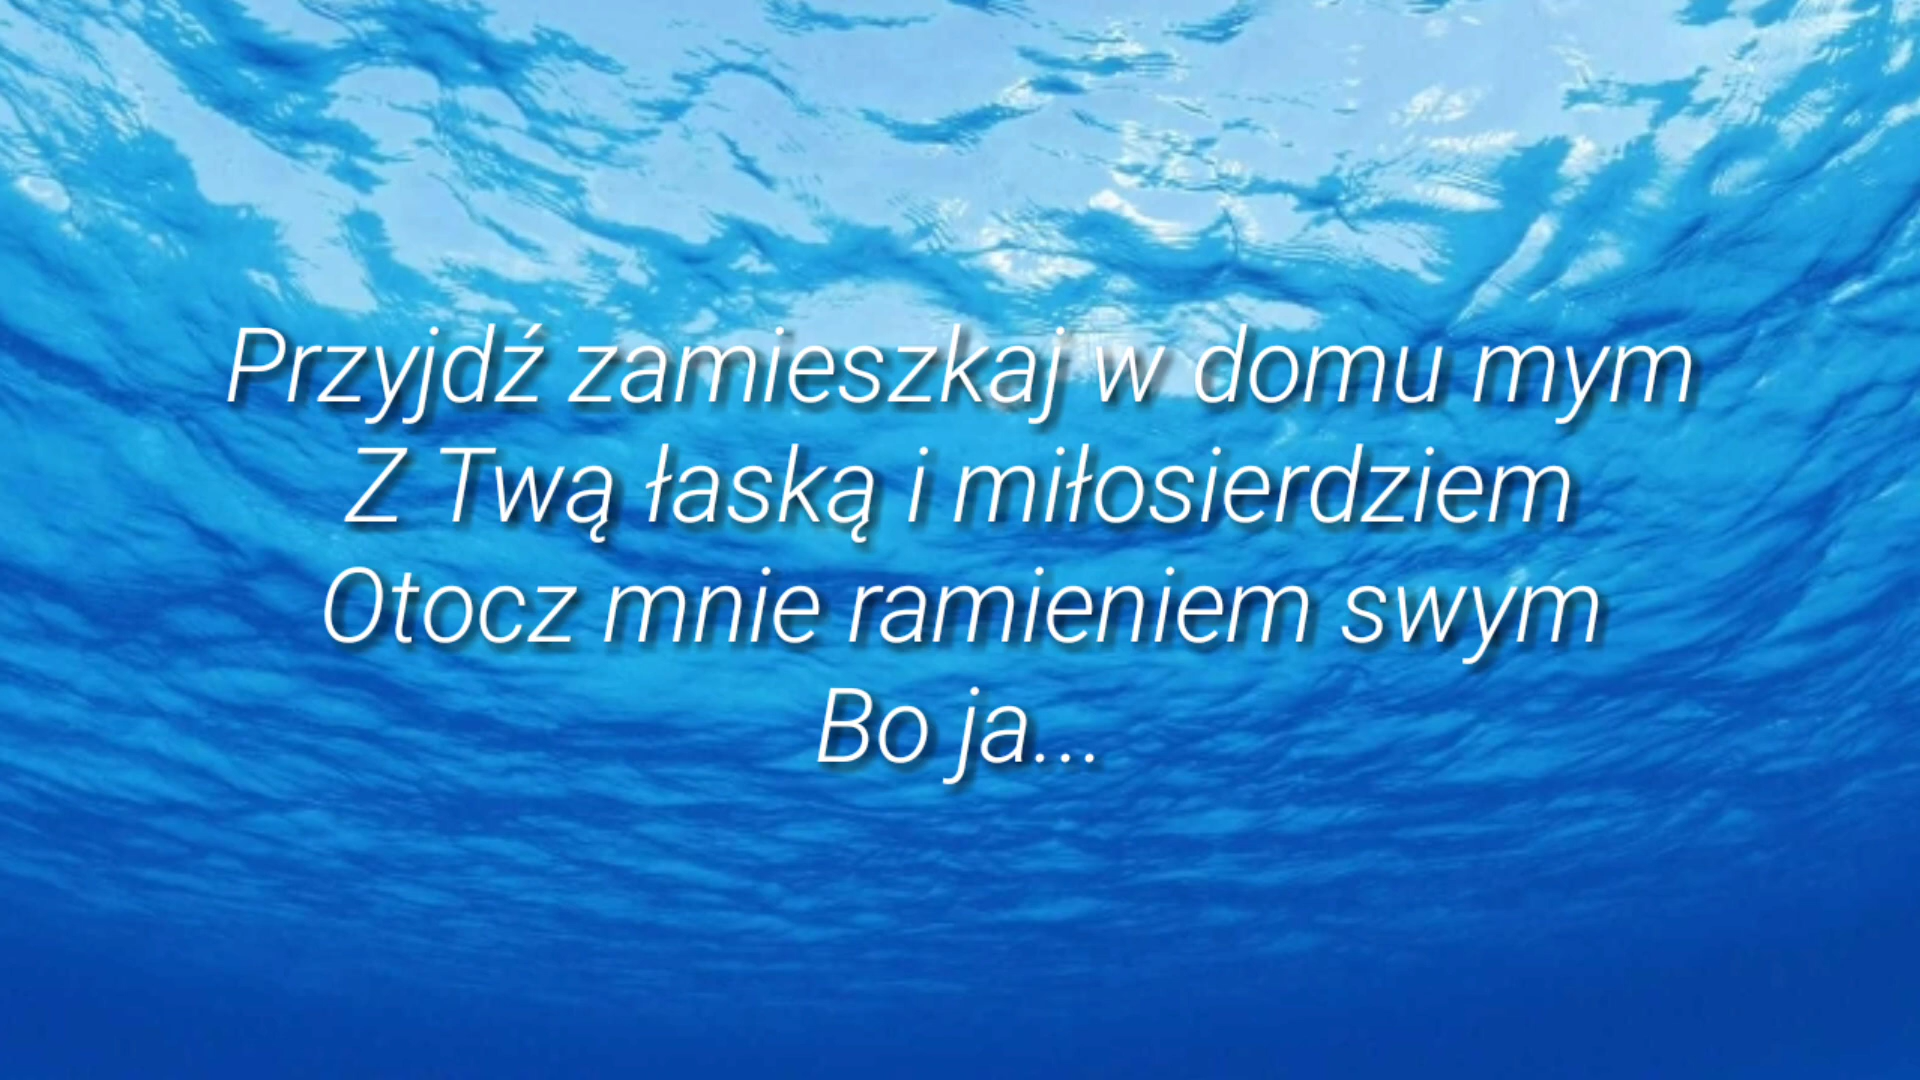 Przyjdź zamieszkaj w domu mym
Z Twą łaską i miłosierdziem
Otocz mnie ramieniem swym
Bo ja...